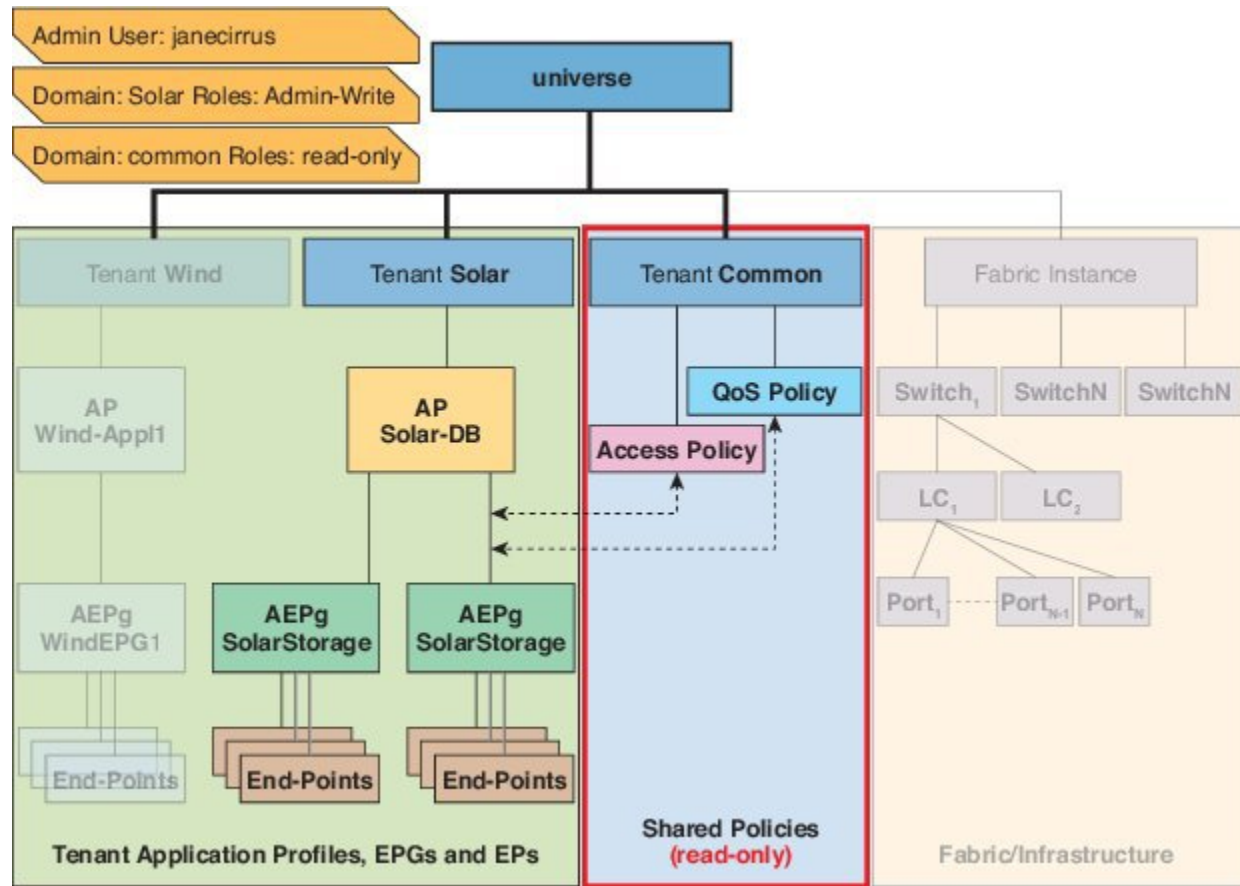 Admin User: janecirrus
Domain: Solar Roles: Admin-Write
Domain: common Roles: read-only
universe
Tenant Wind
Tenant Solar
Tenant Common
Fabric Instance
AP
Wind-Appl1
AP
Solar-DB
QoS Policy
Access Policy
Switch1
SwitchN
SwitchN
LC1
LC2
AEPg
WindEPG1
AEPg
SolarStorage
AEPg
SolarStorage
Port1
PortN-1
PortN
End-Points
End-Points
End-Points
Tenant Application Profiles, EPGs and EPs
Shared Policies
(read-only)
Fabric/Infrastructure